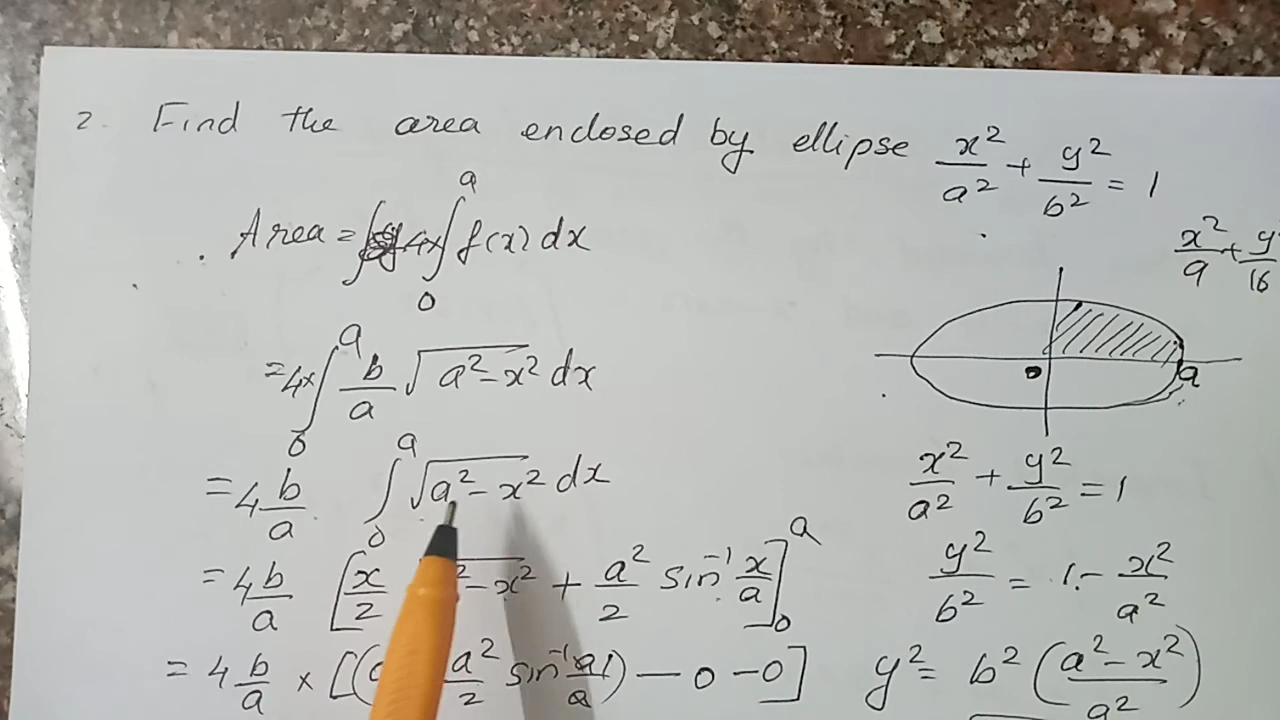 2. Find the area enclosed by ellipse x²/a² + y²/b² = 1
Area = 4× ∫₀ᵃ f(x) dx
x²/9 + y²/16
= 4× ∫₀ᵃ b/a √(a²-x²) dx
a
= 4 b/a ∫₀ᵃ √(a²-x²) dx
x²/a² + y²/b² = 1
= 4 b/a [x/2 ²-x² + a²/2 sin⁻¹ x/a]₀ᵃ
y²/b² = 1 - x²/a²
= 4 b/a × [( a²/2 sin⁻¹ a/a) - 0 - 0]
y² = b² (a²-x²/a²)